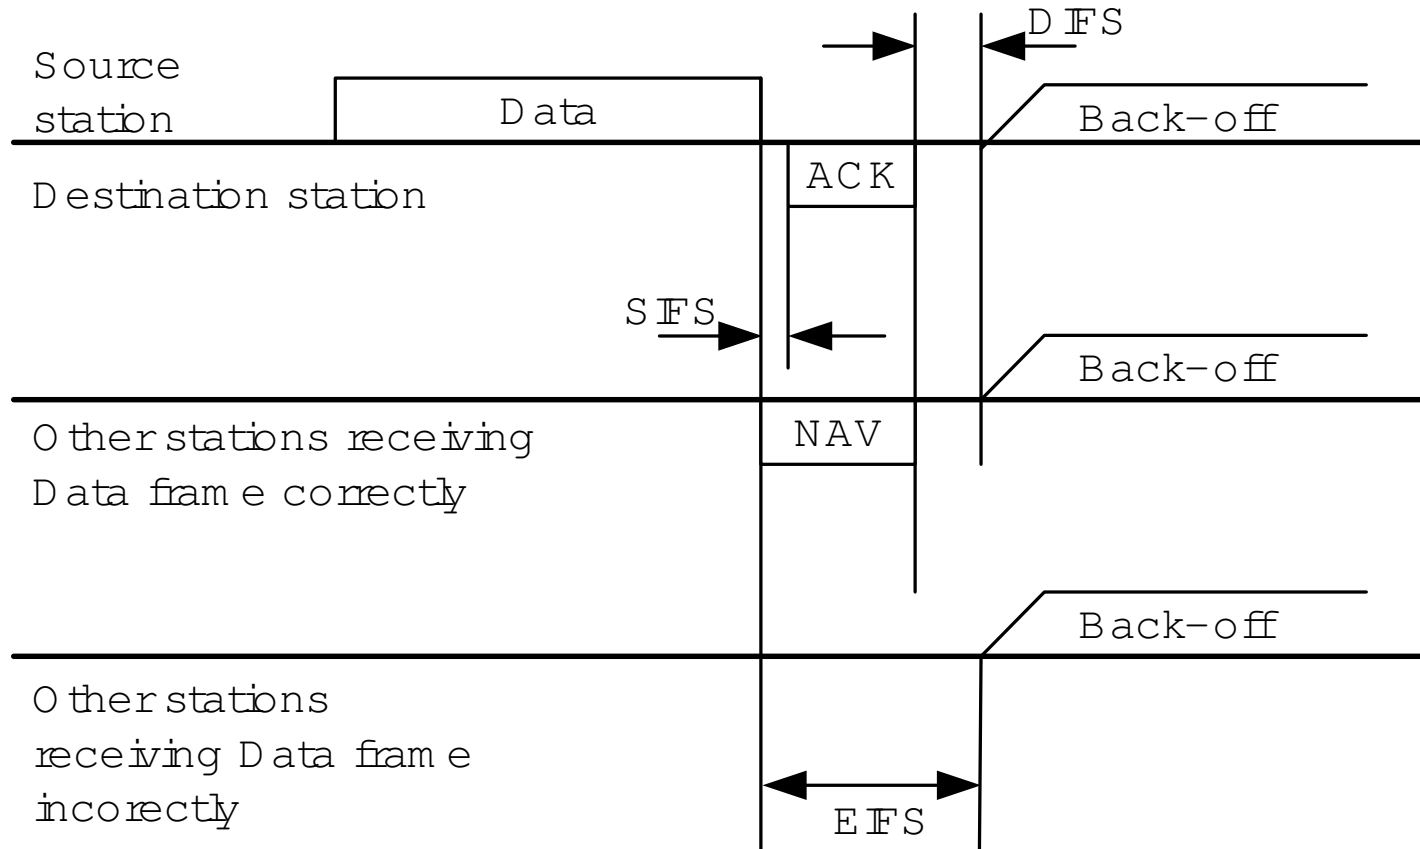 DIFS
Source
station
Data
Back-off
ACK
Destination station
SIFS
Back-off
Other stations receiving
Data frame correctly
NAV
Back-off
Other stations
receiving Data frame
incorectly
EIFS